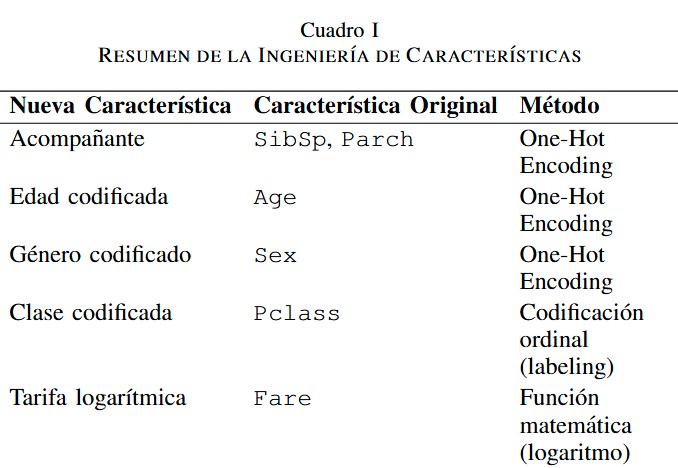 Cuadro I
RESUMEN DE LA INGENIERÍA DE CARACTERÍSTICAS
Nueva Característica Característica Original Método
Acompañante SibSp, Parch One-Hot
Encoding
Edad codificada Age One-Hot
Encoding
Género codificado Sex One-Hot
Encoding
Clase codificada Pclass Codificación
ordinal
(labeling)
Tarifa logarítmica Fare Función
matemática
(logaritmo)